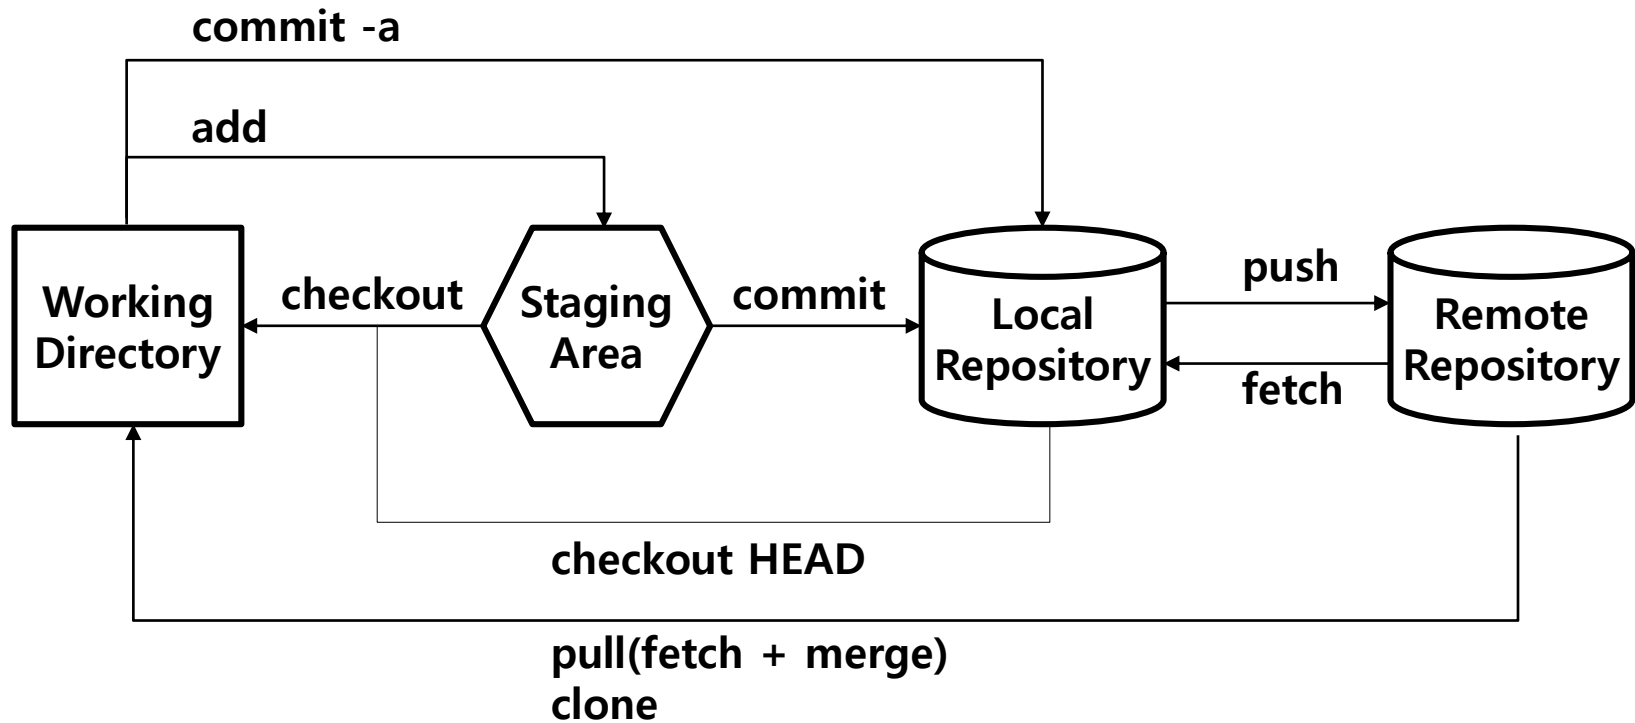 commit -a
add
checkout
commit
push
Working
Directory
Staging
Area
Local
Repository
Remote
Repository
fetch
checkout HEAD
pull(fetch + merge)
clone